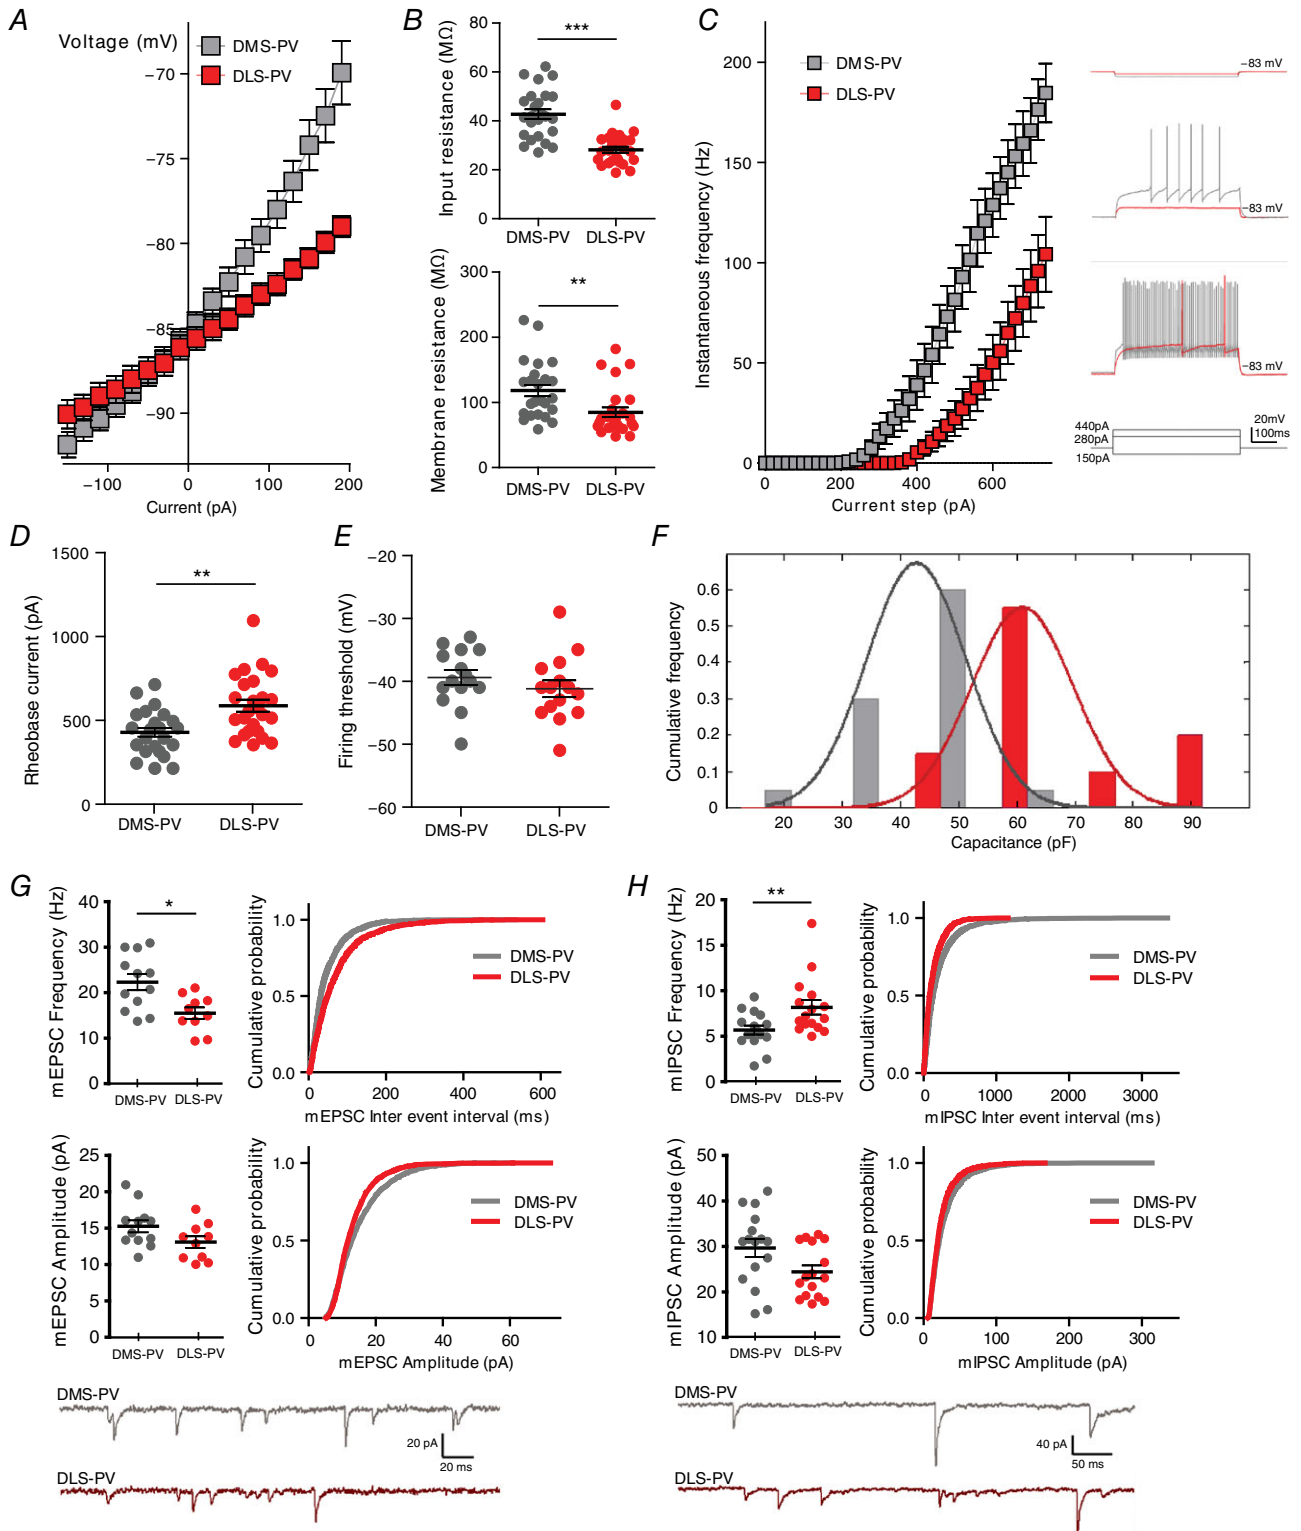 A
Voltage (mV)
DMS-PV
DLS-PV
−70
−75
−80
−85
−90
−100
0
100
200
Current (pA)
B
Input resistance (MΩ)
80
60
40
20
0
***
DMS-PV DLS-PV
Membrane resistance (MΩ)
300
200
100
0
**
DMS-PV DLS-PV
C
Instantaneous frequency (Hz)
200
150
100
50
0
DMS-PV
DLS-PV
0 200 400 600
Current step (pA)
−83 mV
−83 mV
−83 mV
440pA
280pA
150pA
20mV
100ms
D
Rheobase current (pA)
1500
1000
500
0
**
DMS-PV DLS-PV
E
Firing threshold (mV)
−20
−30
−40
−50
−60
DMS-PV DLS-PV
F
Cumulative frequency
0.6
0.5
0.4
0.3
0.2
0.1
0
20 30 40 50 60 70 80 90
Capacitance (pF)
G
mEPSC Frequency (Hz)
40
30
20
10
0
*
DMS-PV DLS-PV
Cumulative probability
1.0
0.5
0.0
DMS-PV
DLS-PV
0 200 400 600
mEPSC Inter event interval (ms)
mEPSC Amplitude (pA)
25
20
15
10
5
0
DMS-PV DLS-PV
Cumulative probability
1.0
0.5
0.0
DMS-PV
DLS-PV
0 20 40 60
mEPSC Amplitude (pA)
DMS-PV
20 pA
20 ms
DLS-PV
H
mIPSC Frequency (Hz)
20
15
10
5
0
**
DMS-PV DLS-PV
Cumulative probability
1.0
0.5
0.0
DMS-PV
DLS-PV
0 1000 2000 3000
mIPSC Inter event interval (ms)
mIPSC Amplitude (pA)
50
40
30
20
10
DMS-PV DLS-PV
Cumulative probability
1.0
0.5
0.0
DMS-PV
DLS-PV
0 100 200 300
mIPSC Amplitude (pA)
DMS-PV
40 pA
50 ms
DLS-PV